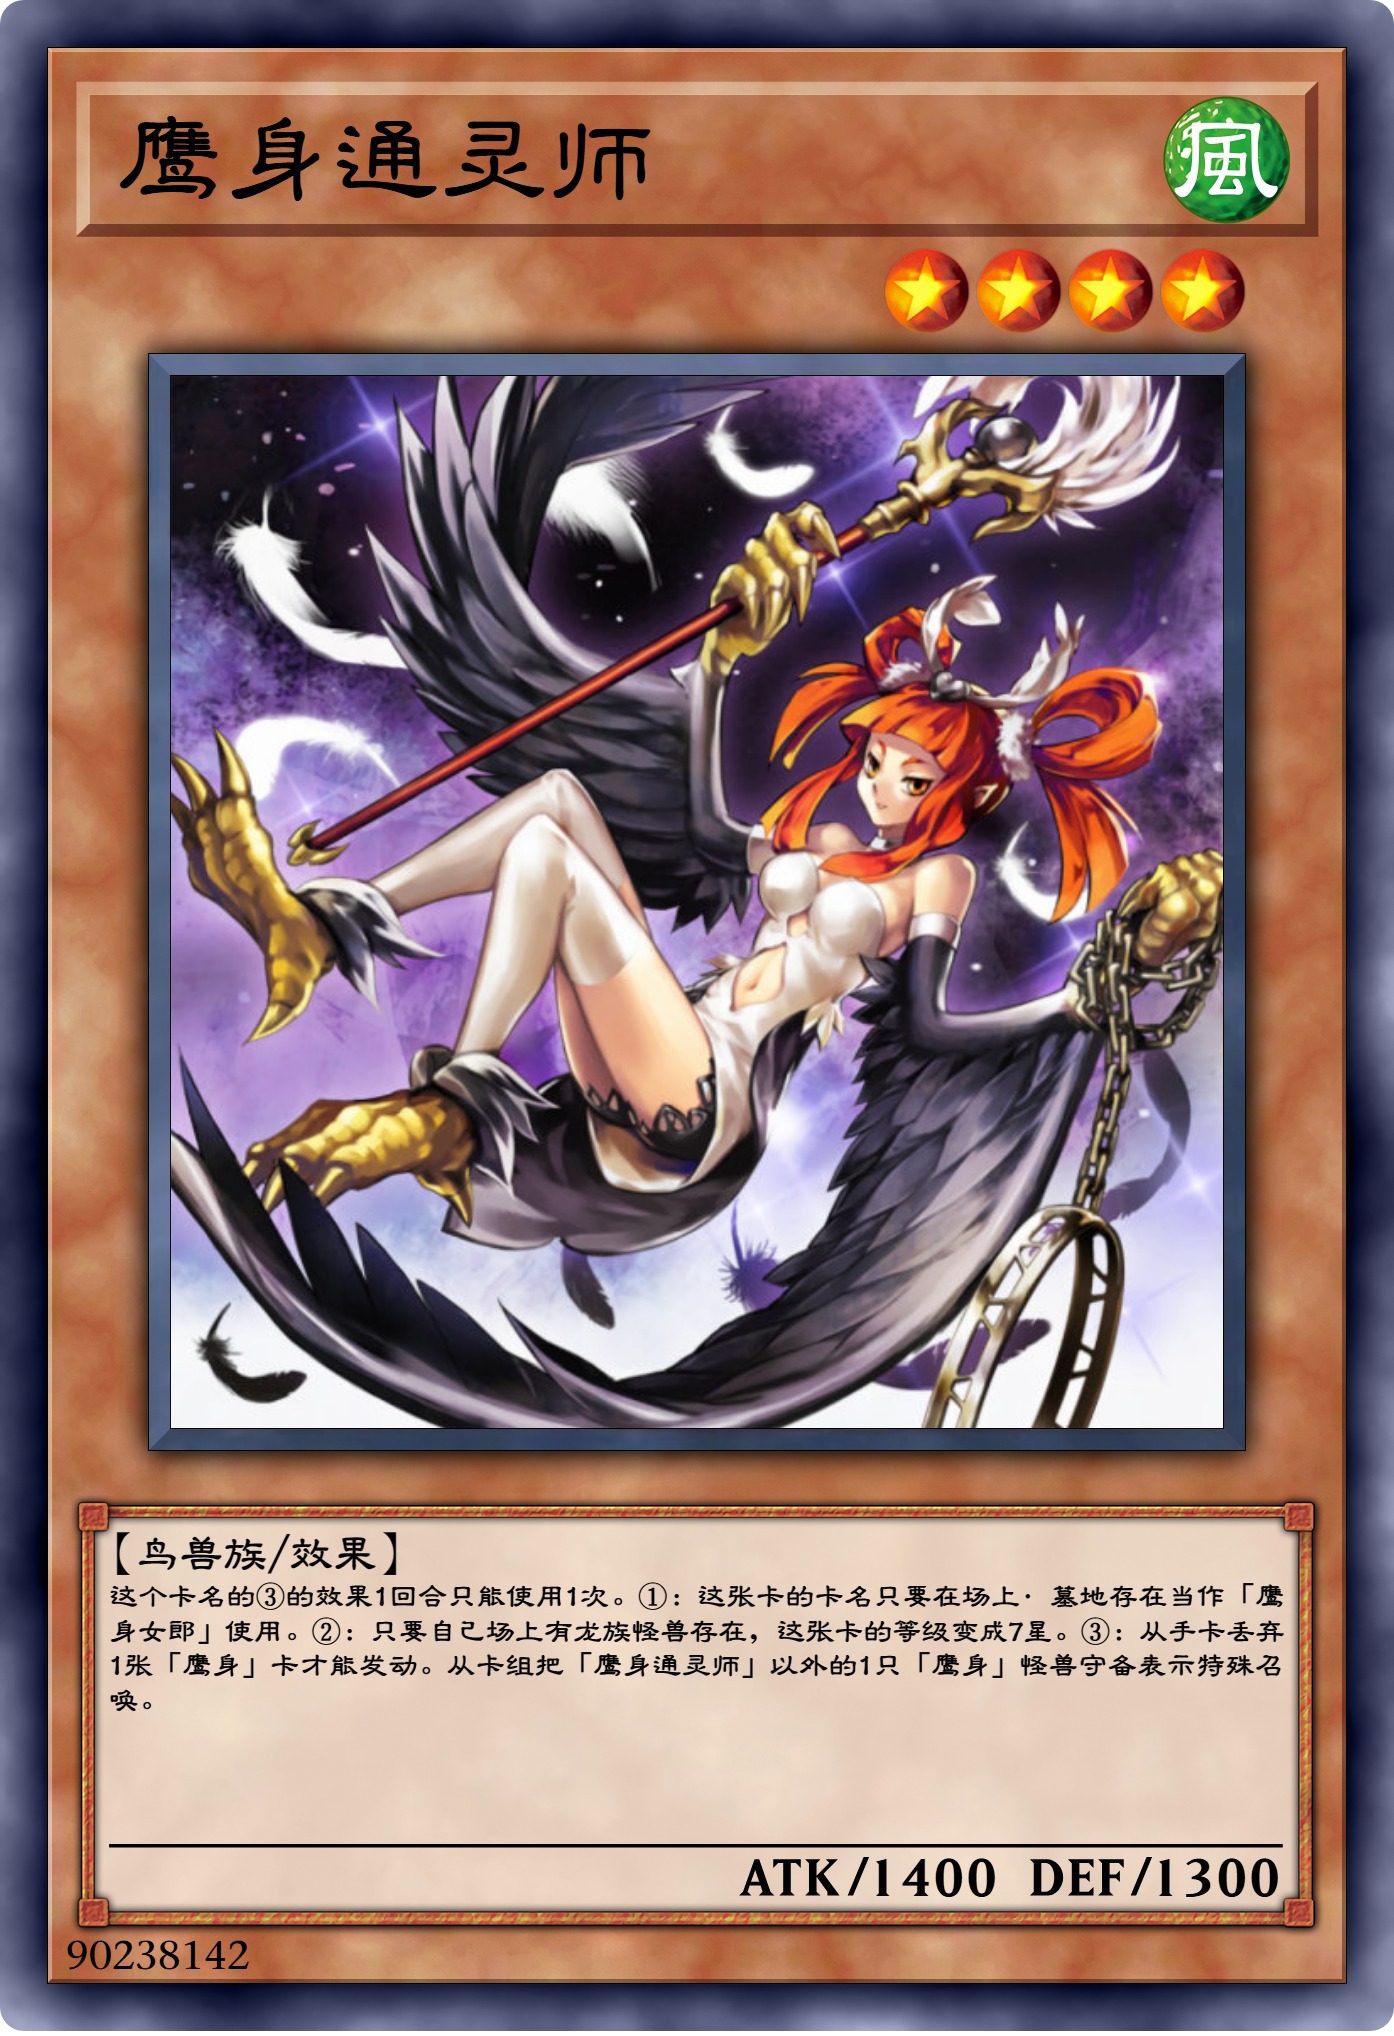 鹰身通灵师
風
【鸟兽族/效果】
这个卡名的③的效果1回合只能使用1次。①：这张卡的卡名只要在场上·墓地存在当作「鹰
身女郎」使用。②：只要自己场上有龙族怪兽存在，这张卡的等级变成7星。③：从手卡丢弃
1张「鹰身」卡才能发动。从卡组把「鹰身通灵师」以外的1只「鹰身」怪兽守备表示特殊召
唤。
ATK/1400 DEF/1300
90238142